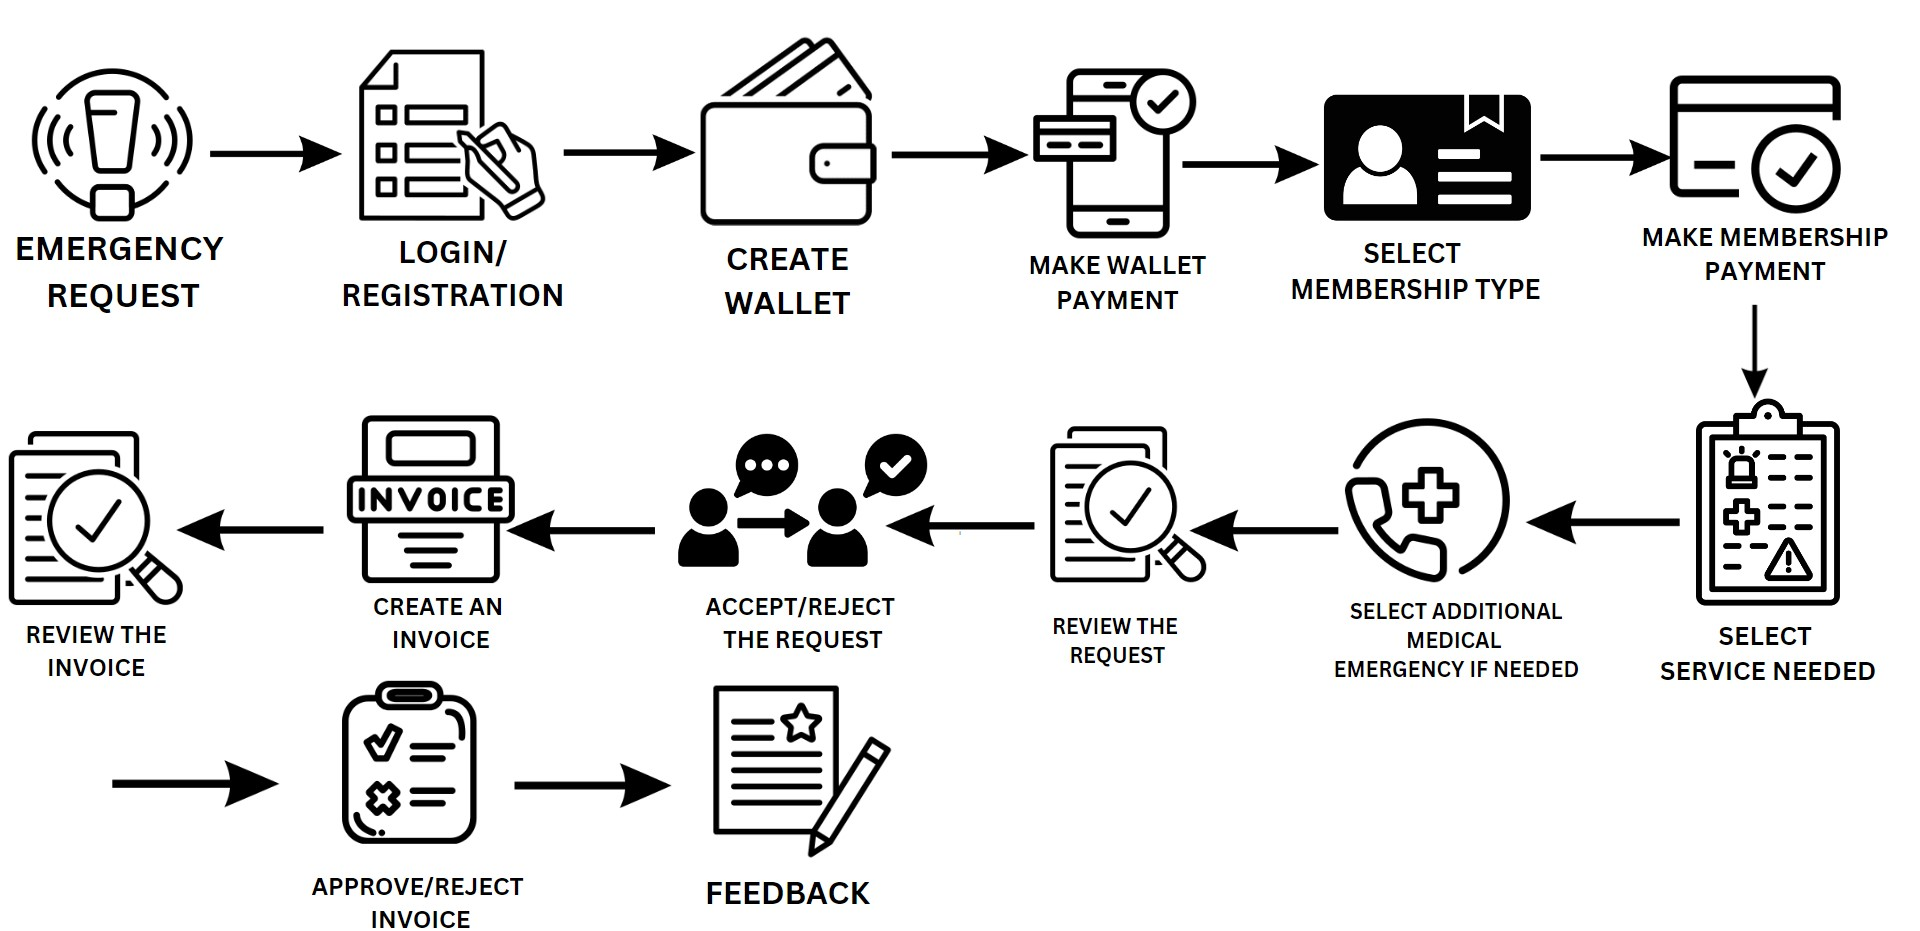 EMERGENCY
REQUEST
LOGIN/
REGISTRATION
CREATE
WALLET
MAKE WALLET
PAYMENT
SELECT
MEMBERSHIP TYPE
MAKE MEMBERSHIP
PAYMENT
SELECT
SERVICE NEEDED
SELECT ADDITIONAL
MEDICAL
EMERGENCY IF NEEDED
REVIEW THE
REQUEST
ACCEPT/REJECT
THE REQUEST
INVOICE
CREATE AN
INVOICE
REVIEW THE
INVOICE
APPROVE/REJECT
INVOICE
FEEDBACK